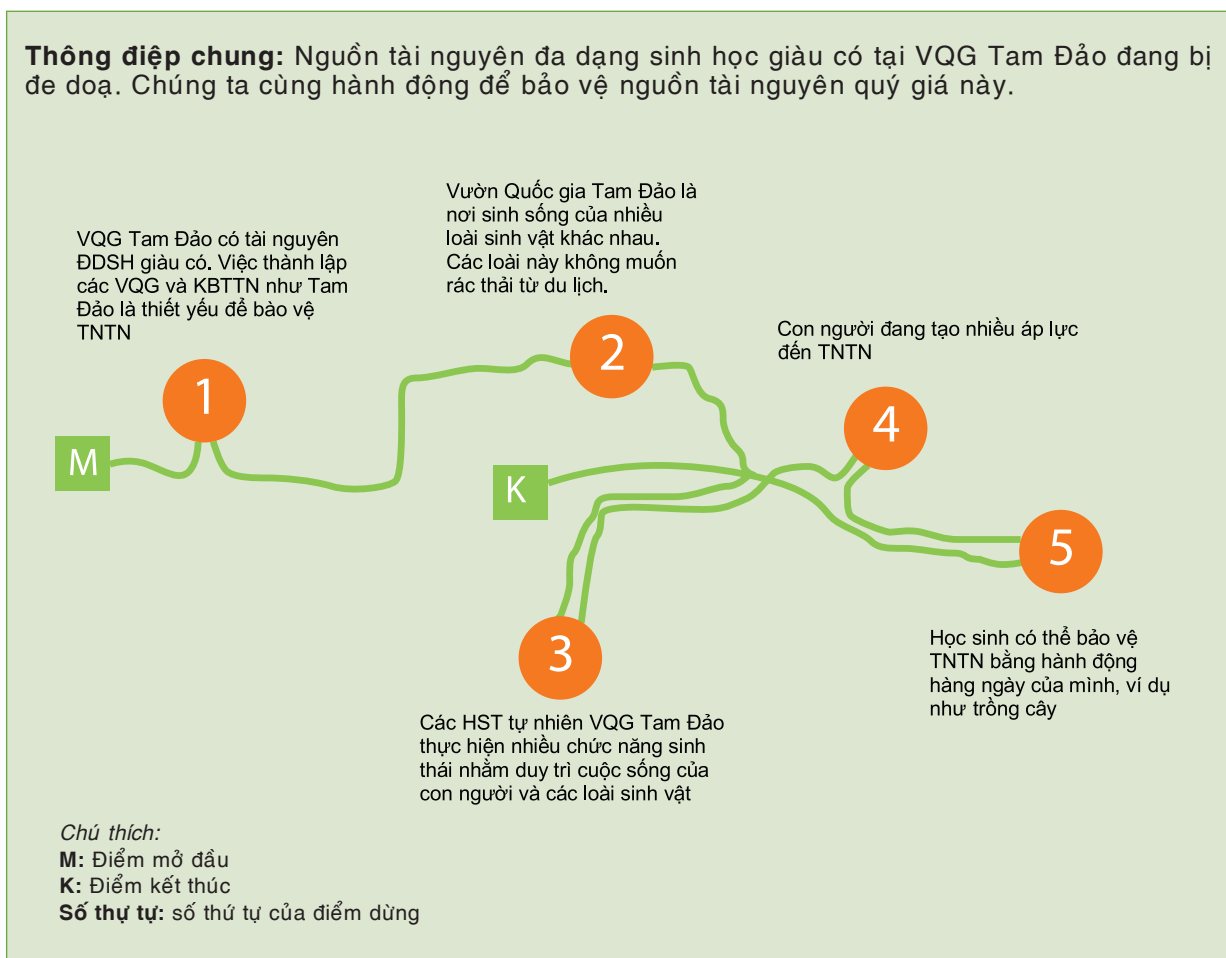 Thông điệp chung: Nguồn tài nguyên đa dạng sinh học giàu có tại VQG Tam Đảo đang bị
đe doạ. Chúng ta cùng hành động để bảo vệ nguồn tài nguyên quý giá này.
VQG Tam Đảo có tài nguyên
ĐDSH giàu có. Việc thành lập
các VQG và KBTTN như Tam
Đảo là thiết yếu để bào vệ
TNTN
Vườn Quốc gia Tam Đảo là
nơi sinh sống của nhiều
loài sinh vật khác nhau.
Các loài này không muốn
rác thải từ du lịch.
Con người đang tạo nhiều áp lực
đến TNTN
1
2
4
M
K
5
3
Học sinh có thể bảo vệ
TNTN bằng hành động
hàng ngày của mình, ví dụ
như trồng cây
Các HST tự nhiên VQG Tam Đảo
thực hiện nhiều chức năng sinh
thái nhằm duy trì cuộc sống của
con người và các loài sinh vật
Chú thích:
M: Điểm mở đầu
K: Điểm kết thúc
Số thự tự: số thứ tự của điểm dừng